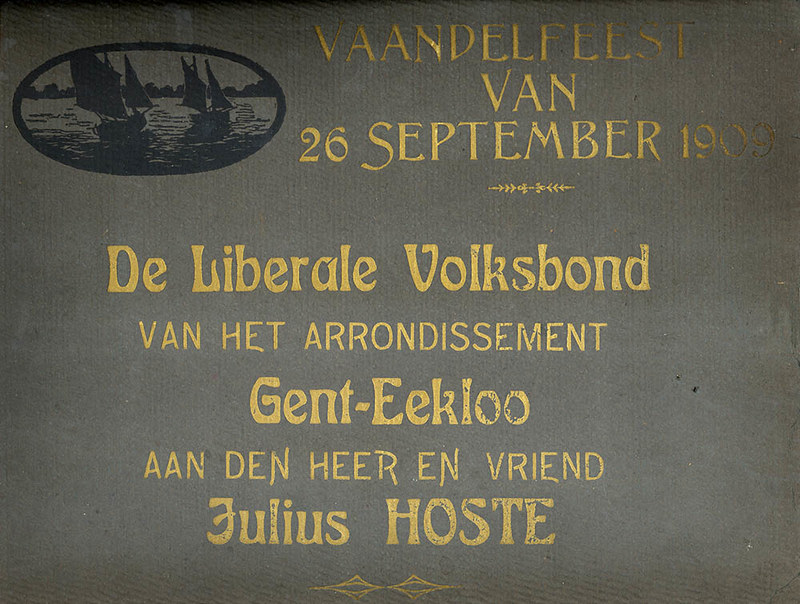 VAANDELFEEST
VAN
26 SEPTEMBER 1909
De Liberale Volksbond
VAN HET ARRONDISSEMENT
Gent-Eekloo
AAN DEN HEER EN VRIEND
Julius HOSTE